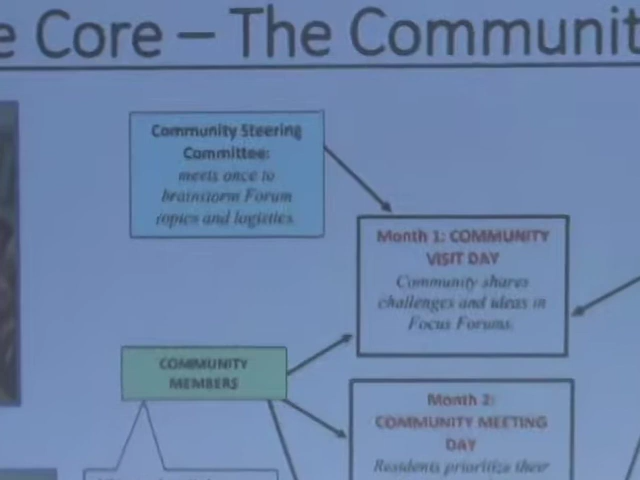 e Core – The Communit
Community Steering
Committee:
meets once to
brainstorm Forum
topics and logistics.
Month 1: COMMUNITY
VISIT DAY
Community shares
challenges and ideas in
Focus Forums.
COMMUNITY
MEMBERS
Month 2:
COMMUNITY MEETING
DAY
Residents prioritize their